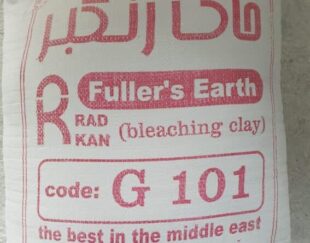 خاک رنگبر
Fuller's Earth
RAD
KAN
(bleaching clay)
code: G 101
the best in the middle east